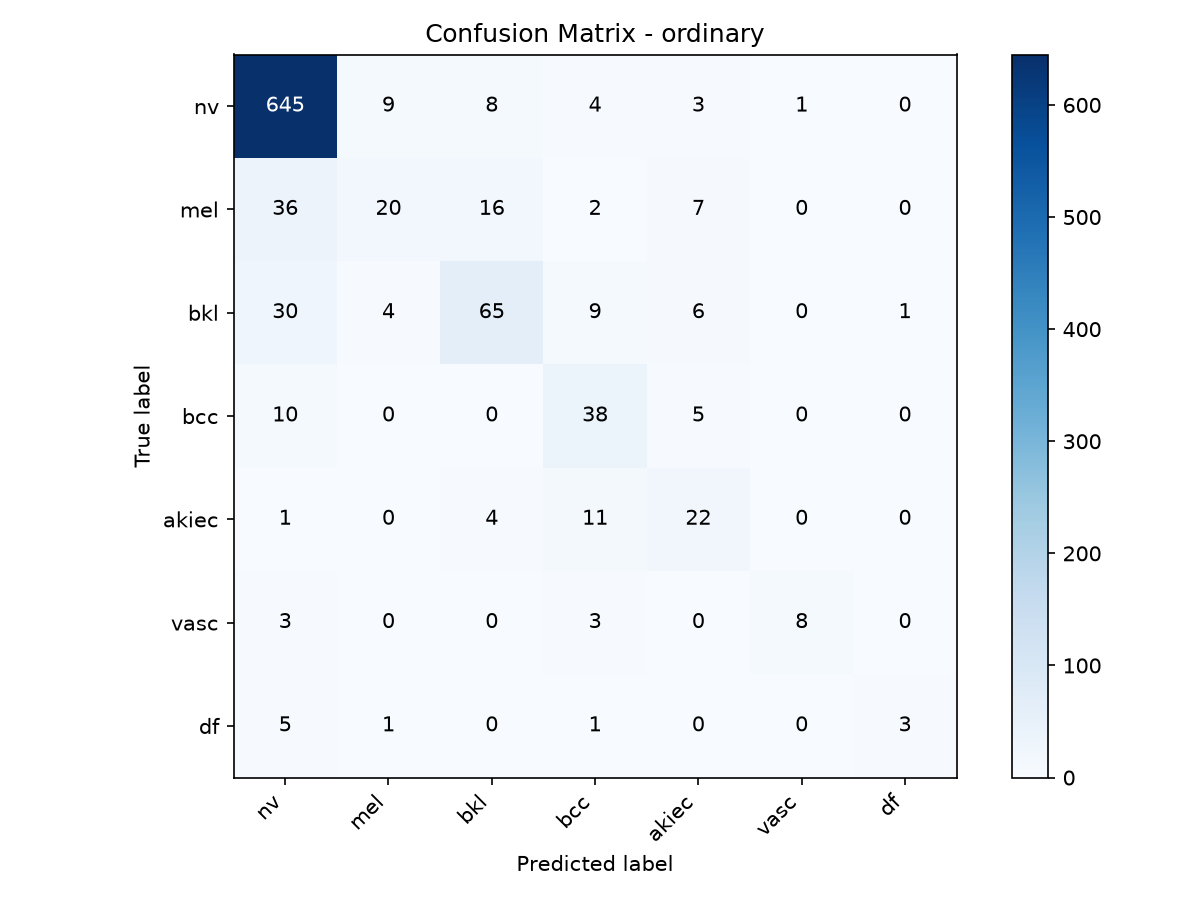 Confusion Matrix - ordinary
nv 645 9 8 4 3 1 0
mel 36 20 16 2 7 0 0
bkl 30 4 65 9 6 0 1
bcc 10 0 0 38 5 0 0
akiec 1 0 4 11 22 0 0
vasc 3 0 0 3 0 8 0
df 5 1 0 1 0 0 3
nv mel bkl bcc akiec vasc df
Predicted label
True label
600
500
400
300
200
100
0